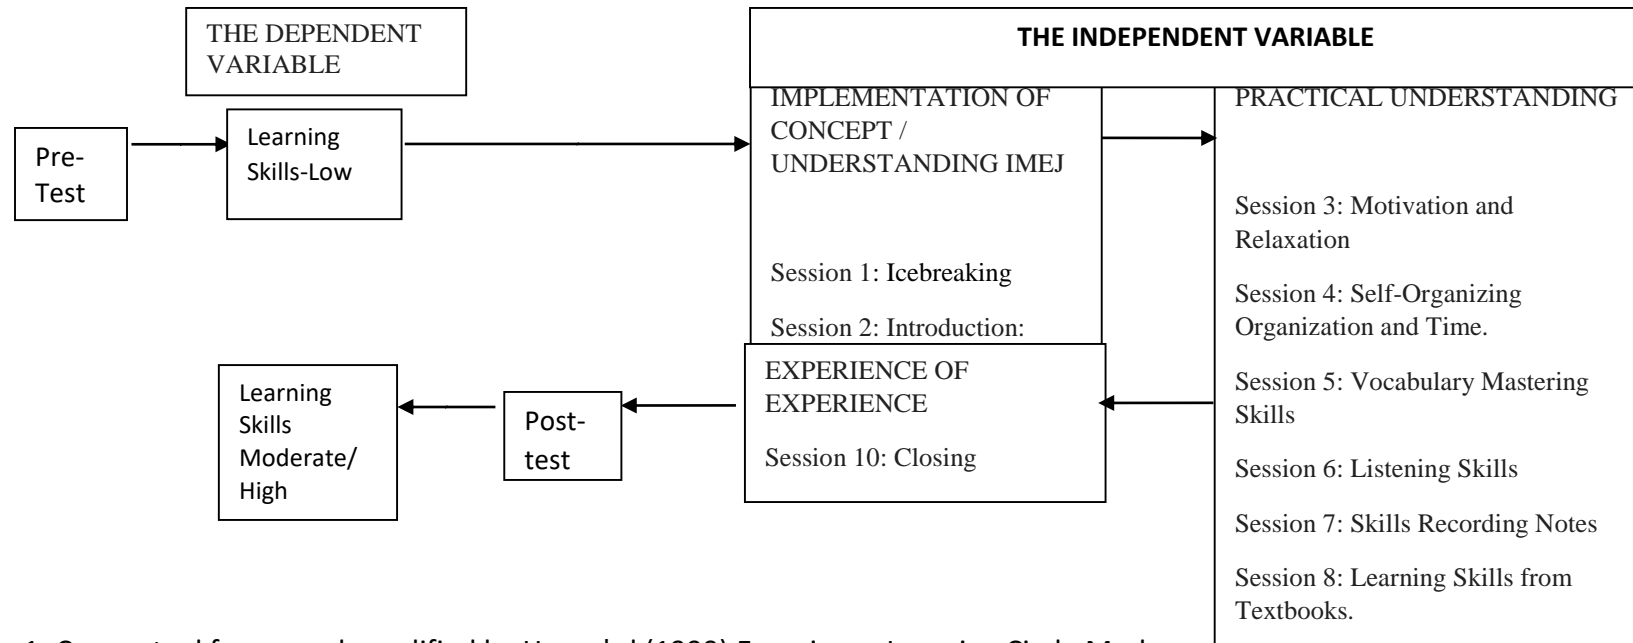 THE DEPENDENT
VARIABLE
THE INDEPENDENT VARIABLE
Pre-
Test
Learning
Skills-Low
IMPLEMENTATION OF
CONCEPT /
UNDERSTANDING IMEJ
Session 1: Icebreaking
Session 2: Introduction:
PRACTICAL UNDERSTANDING
Session 3: Motivation and
Relaxation
Session 4: Self-Organizing
Organization and Time.
Session 5: Vocabulary Mastering
Skills
Session 6: Listening Skills
Session 7: Skills Recording Notes
Session 8: Learning Skills from
Textbooks.
EXPERIENCE OF
EXPERIENCE
Session 10: Closing
Post-
test
Learning
Skills
Moderate/
High